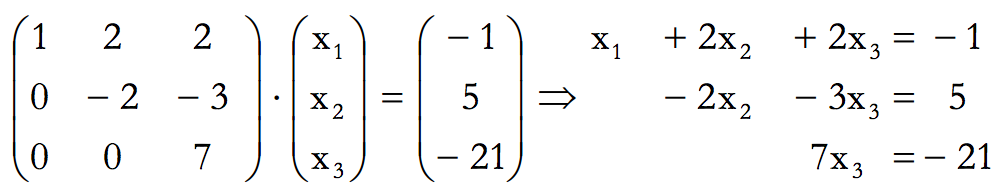 1 2 2 x₁ − 1 x₁ + 2x₂ + 2x₃ = − 1
0 − 2 − 3 · x₂ = 5 ⇒ − 2x₂ − 3x₃ = 5
0 0 7 x₃ − 21 7x₃ = − 21